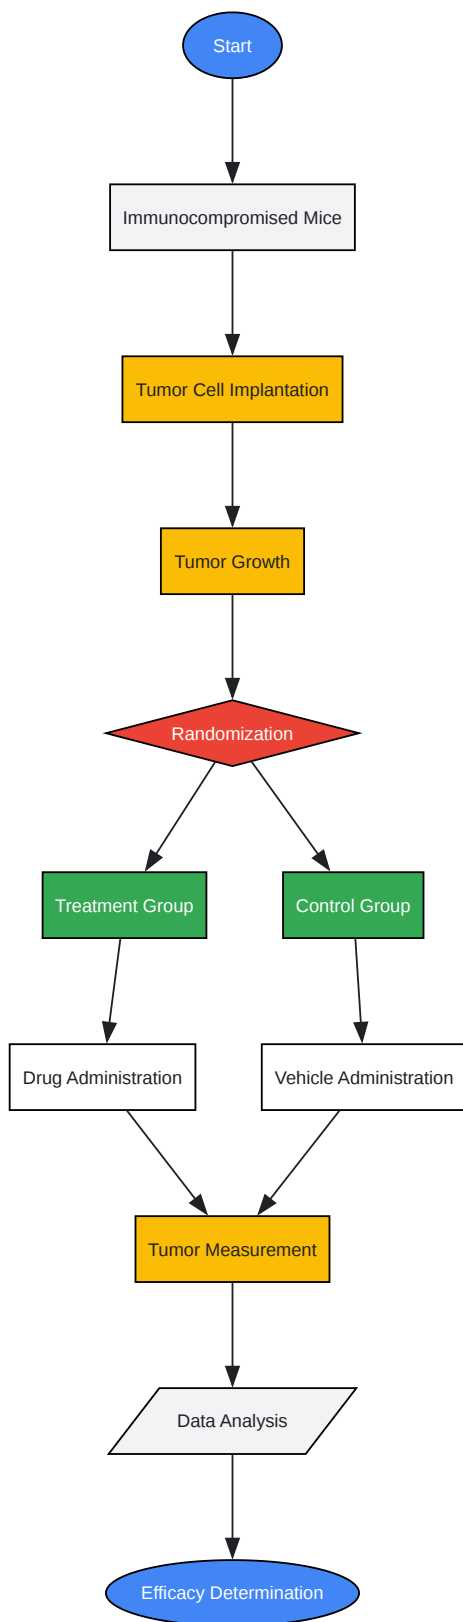 Start
Immunocompromised Mice
Tumor Cell Implantation
Tumor Growth
Randomization
Treatment Group
Control Group
Drug Administration
Vehicle Administration
Tumor Measurement
Data Analysis
Efficacy Determination